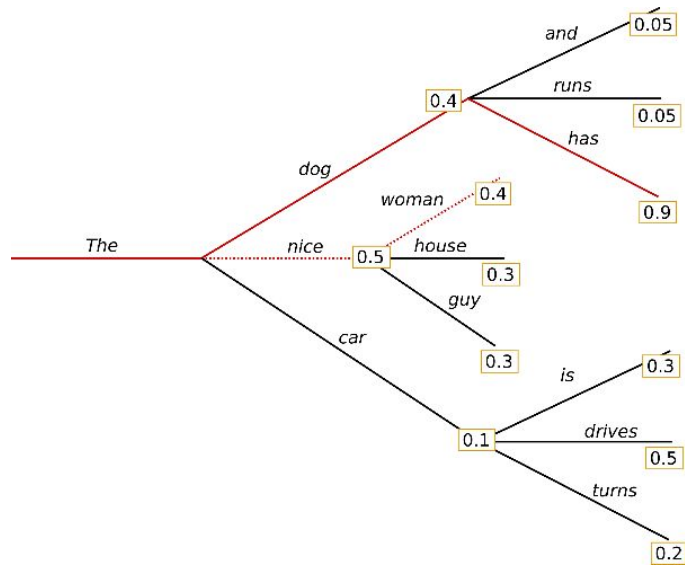 and
0.05
runs
0.4
0.05
has
dog
woman
0.4
0.9
The
nice
house
0.5
0.3
guy
car
0.3
is
0.3
drives
0.1
0.5
turns
0.2